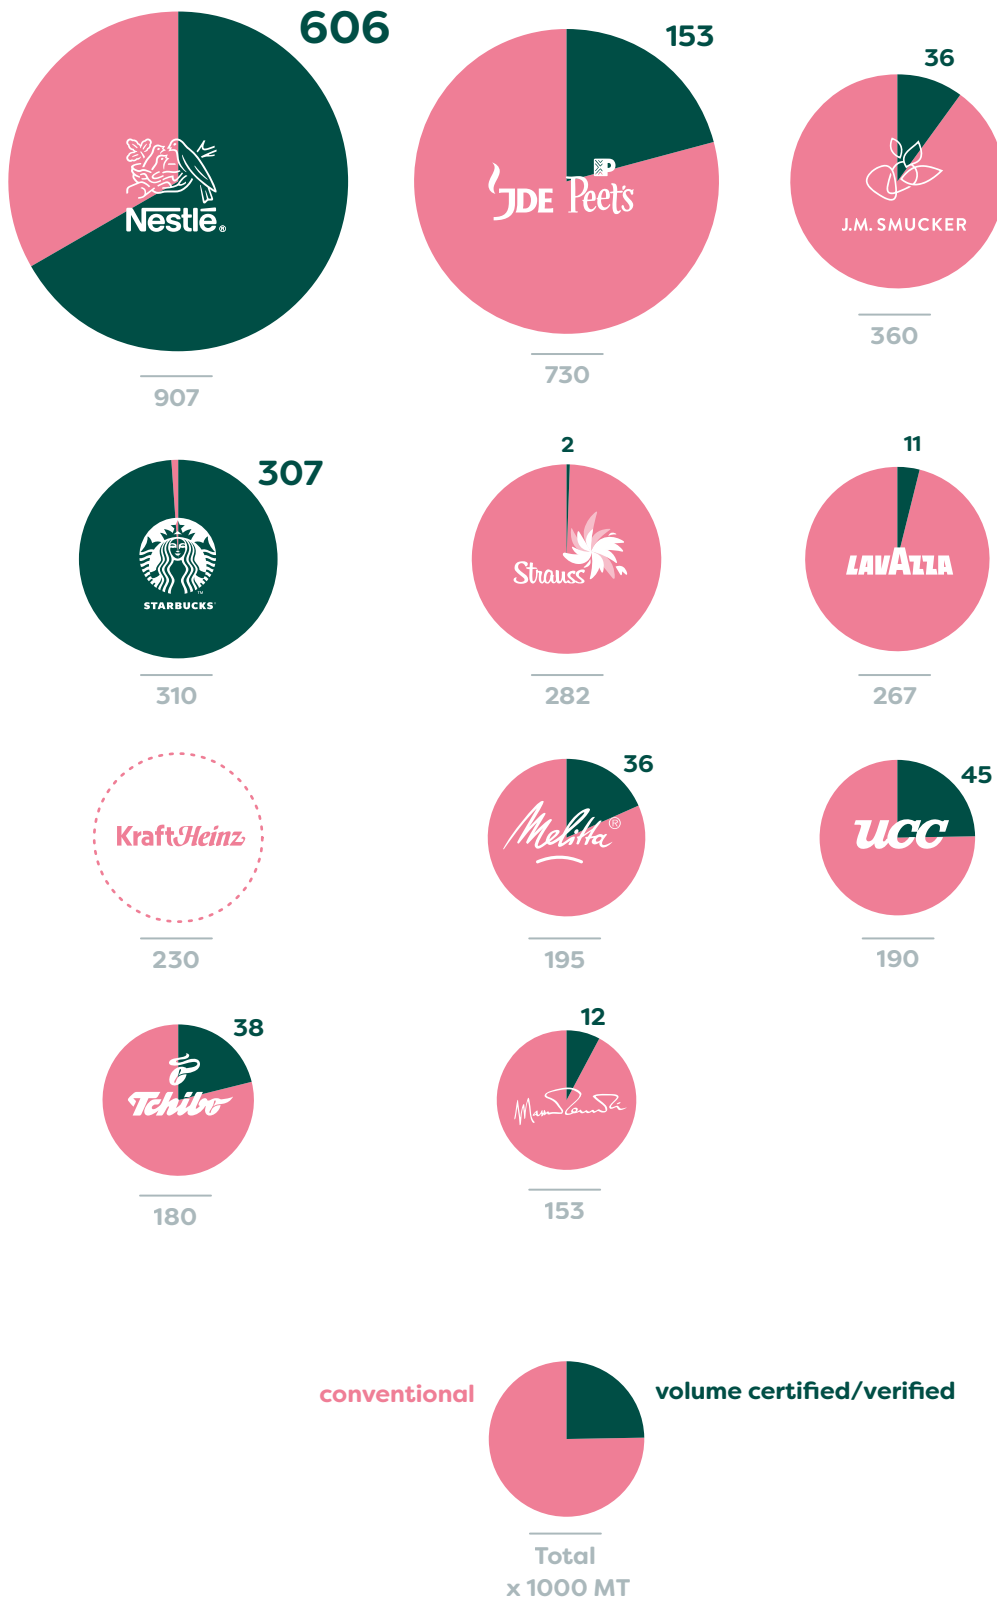 606
153
36
Nestlé®
JDE Peet's
J.M. SMUCKER
907
730
360
307
2
11
STARBUCKS
TM
Strauss
LAVAZZA
310
282
267
KraftHeinz
36
45
Melitta®
UCC
230
195
190
38
12
Tchibo
180
153
conventional
volume certified/verified
Total
x 1000 MT